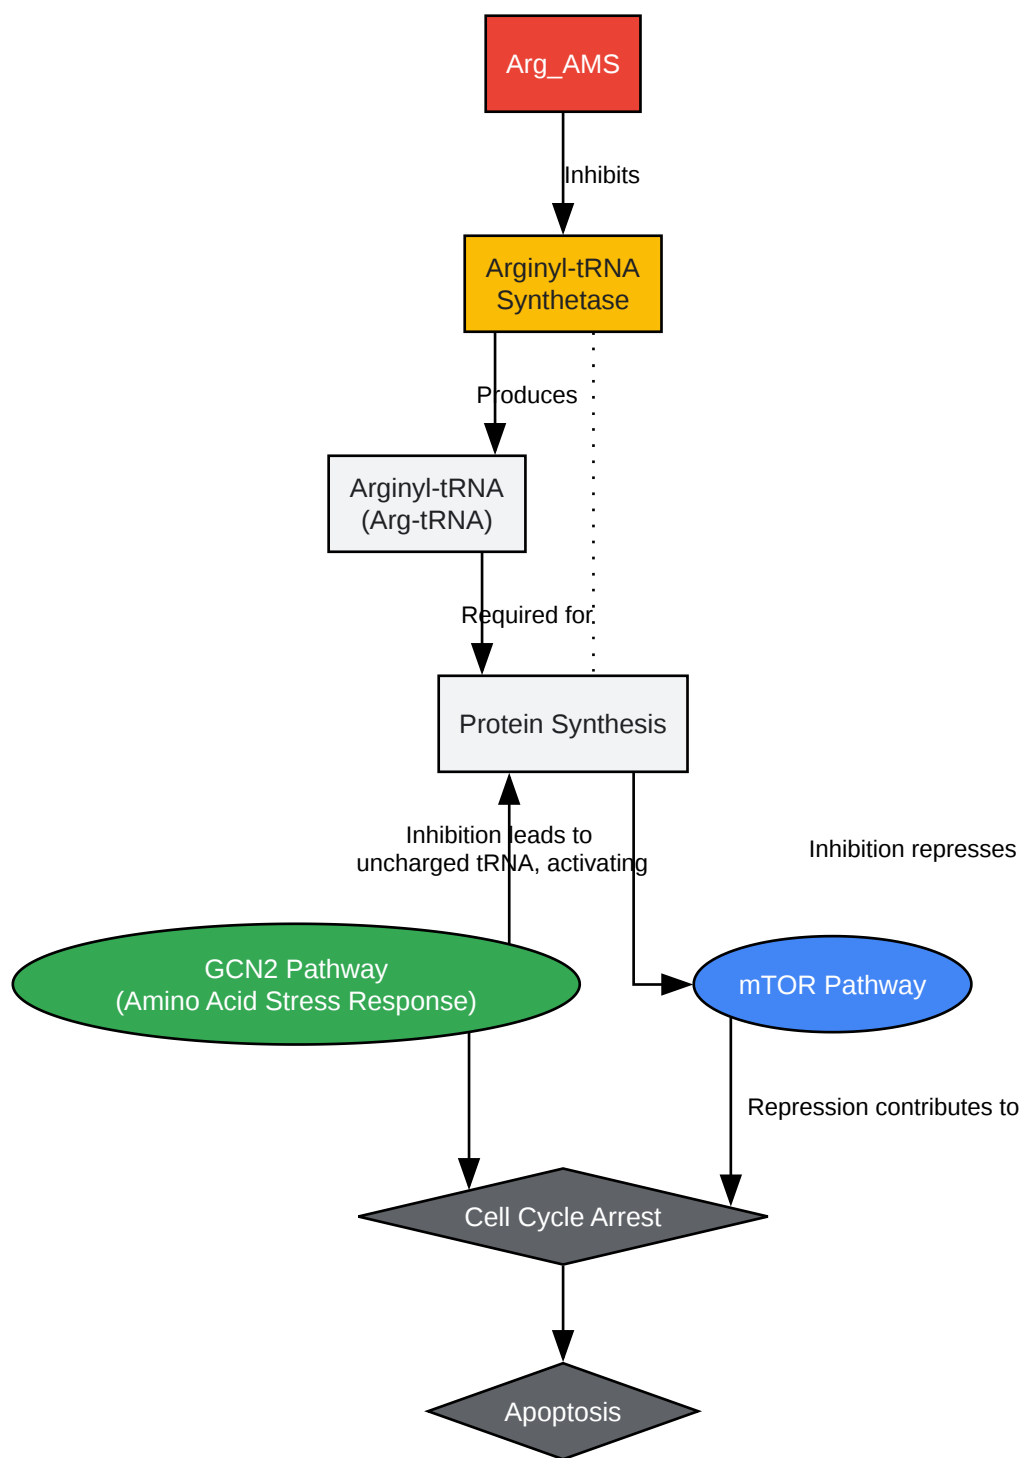 Arg_AMS
Inhibits
Arginyl-tRNA
Synthetase
Produces
Arginyl-tRNA
(Arg-tRNA)
Required for
Protein Synthesis
Inhibition leads to
uncharged tRNA, activating
Inhibition represses
GCN2 Pathway
(Amino Acid Stress Response)
mTOR Pathway
Repression contributes to
Cell Cycle Arrest
Apoptosis